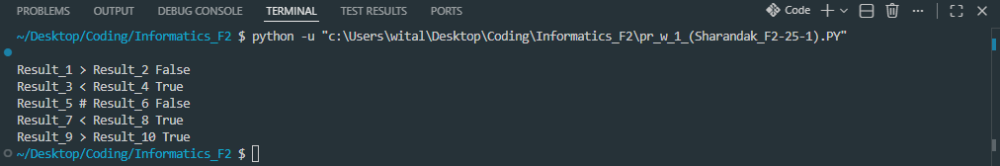 PROBLEMS OUTPUT DEBUG CONSOLE TERMINAL TEST RESULTS PORTS Code
~/Desktop/Coding/Informatics_F2 $ python -u "c:\Users\wital\Desktop\Coding\Informatics_F2\pr_w_1_(Sharandak_F2-25-1).PY"
Result_1 > Result_2 False
Result_3 < Result_4 True
Result_5 # Result_6 False
Result_7 < Result_8 True
Result_9 > Result_10 True
~/Desktop/Coding/Informatics_F2 $